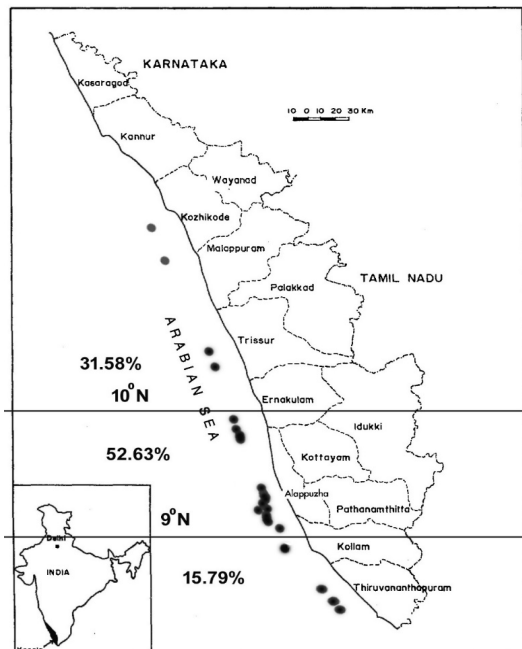 KARNATAKA
Kasaragod
10 0 10 20 30 Km
Kannur
Wayanad
Kozhikode
Malappuram
TAMIL NADU
Palakkad
ARABIAN SEA
Trissur
31.58%
10°N
Ernakulam
Idukki
52.63%
Kottayam
Alappuzha
Pathanamthitta
9°N
Delhi
Kollam
INDIA
15.79%
Thiruvananthapuram